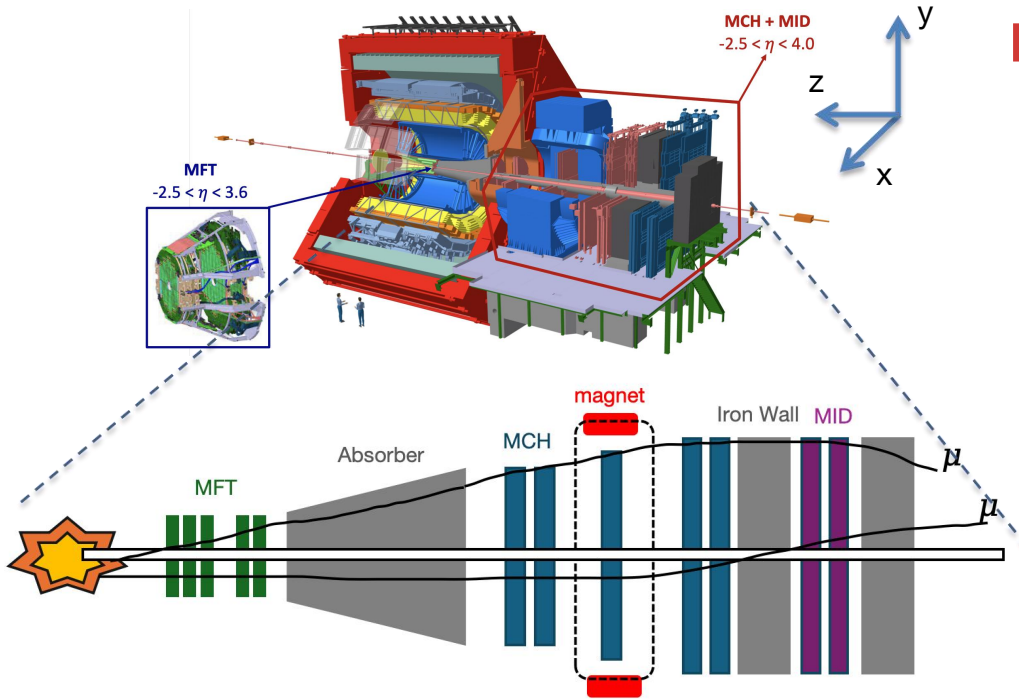 MCH + MID
-2.5 < η < 4.0
y
z
x
MFT
-2.5 < η < 3.6
magnet
Iron Wall
MID
MCH
Absorber
MFT
μ
μ